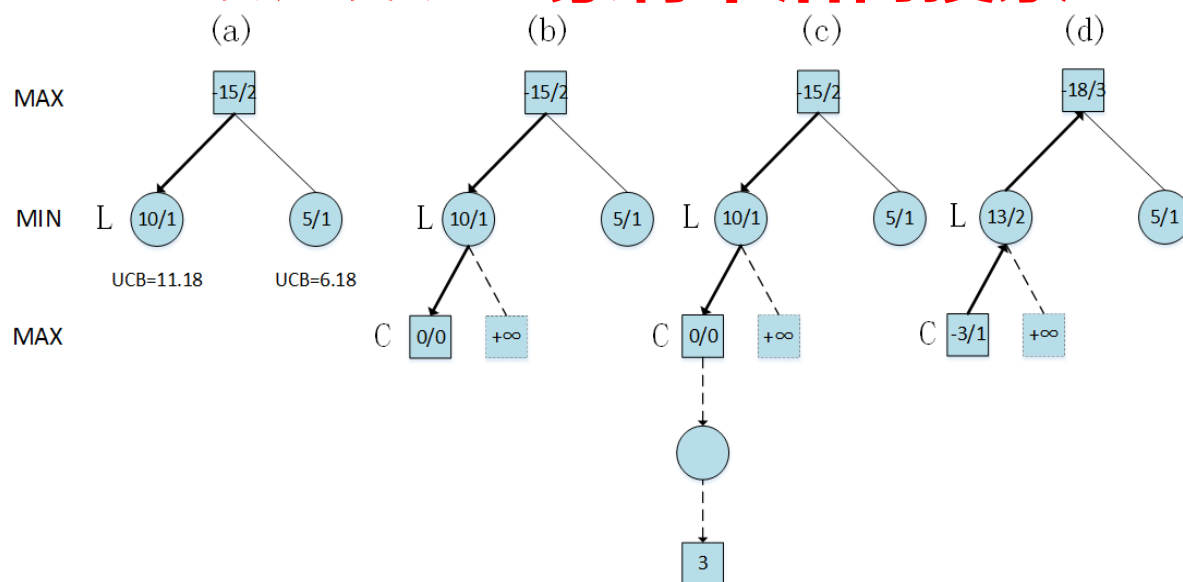 (a) (b) (c) (d)
MAX -15/2 -15/2 -15/2 -18/3
MIN L 10/1 5/1 L 10/1 5/1 L 10/1 5/1 L 13/2 5/1
UCB=11.18 UCB=6.18
MAX C 0/0 +∞ C 0/0 +∞ C -3/1 +∞
3